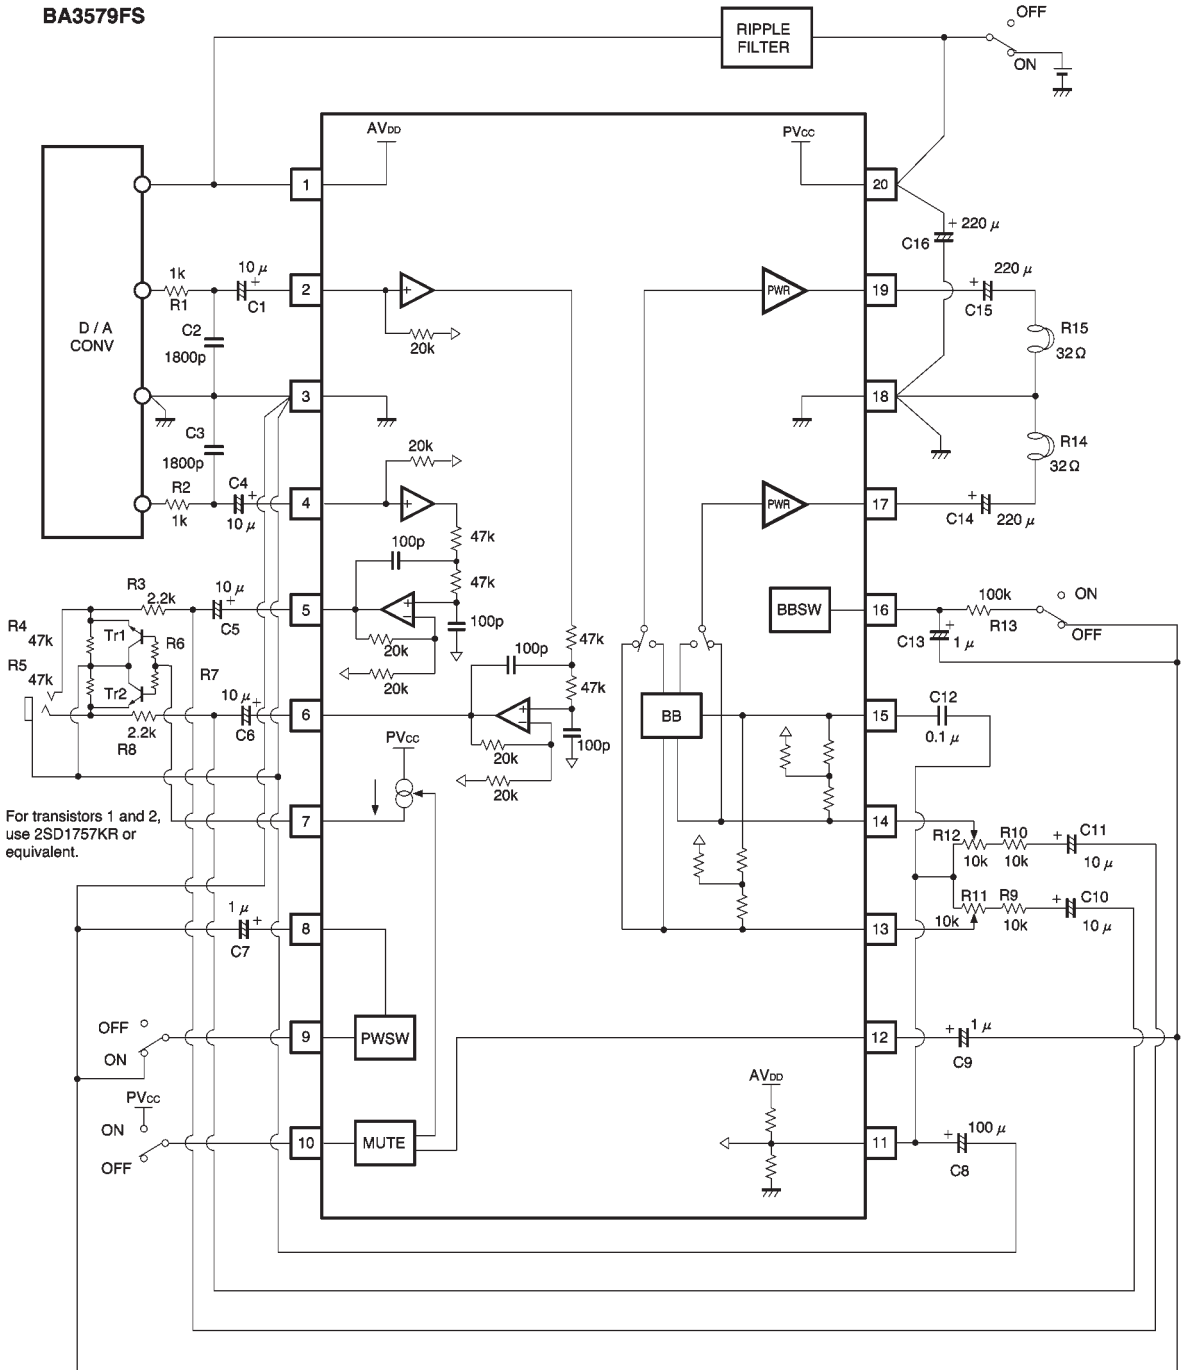 BA3579FS
RIPPLE
FILTER
OFF
ON
AVDD
PVCC
1
20
+ 220 μ
C16
10 μ
1k
+
R1
C1
2
+
20k
PWR
19
220 μ
+
C15
R15
32Ω
D / A
CONV
C2
1800p
3
18
C3
1800p
20k
R14
32Ω
R2
1k
C4
+
10 μ
4
+
PWR
17
+
C14
220 μ
47k
100p
47k
R3
2.2k
10 μ
+
C5
5
+
−
100p
20k
20k
BBSW
16
100k
R13
ON
OFF
C13
+
1 μ
R4
47k
Tr1
R6
R5
47k
Tr2
R7
2.2k
R8
10 μ
+
C6
6
100p
47k
47k
+
−
100p
20k
20k
BB
15
C12
0.1 μ
PVCC
7
14
R12
10k
R10
10k
+
C11
10 μ
For transistors 1 and 2,
use 2SD1757KR or
equivalent.
R11
10k
R9
10k
+
C10
10 μ
1 μ
+
C7
8
13
OFF
ON
9
PWSW
12
+
1 μ
C9
PVCC
ON
OFF
10
MUTE
AVDD
11
+
100 μ
C8